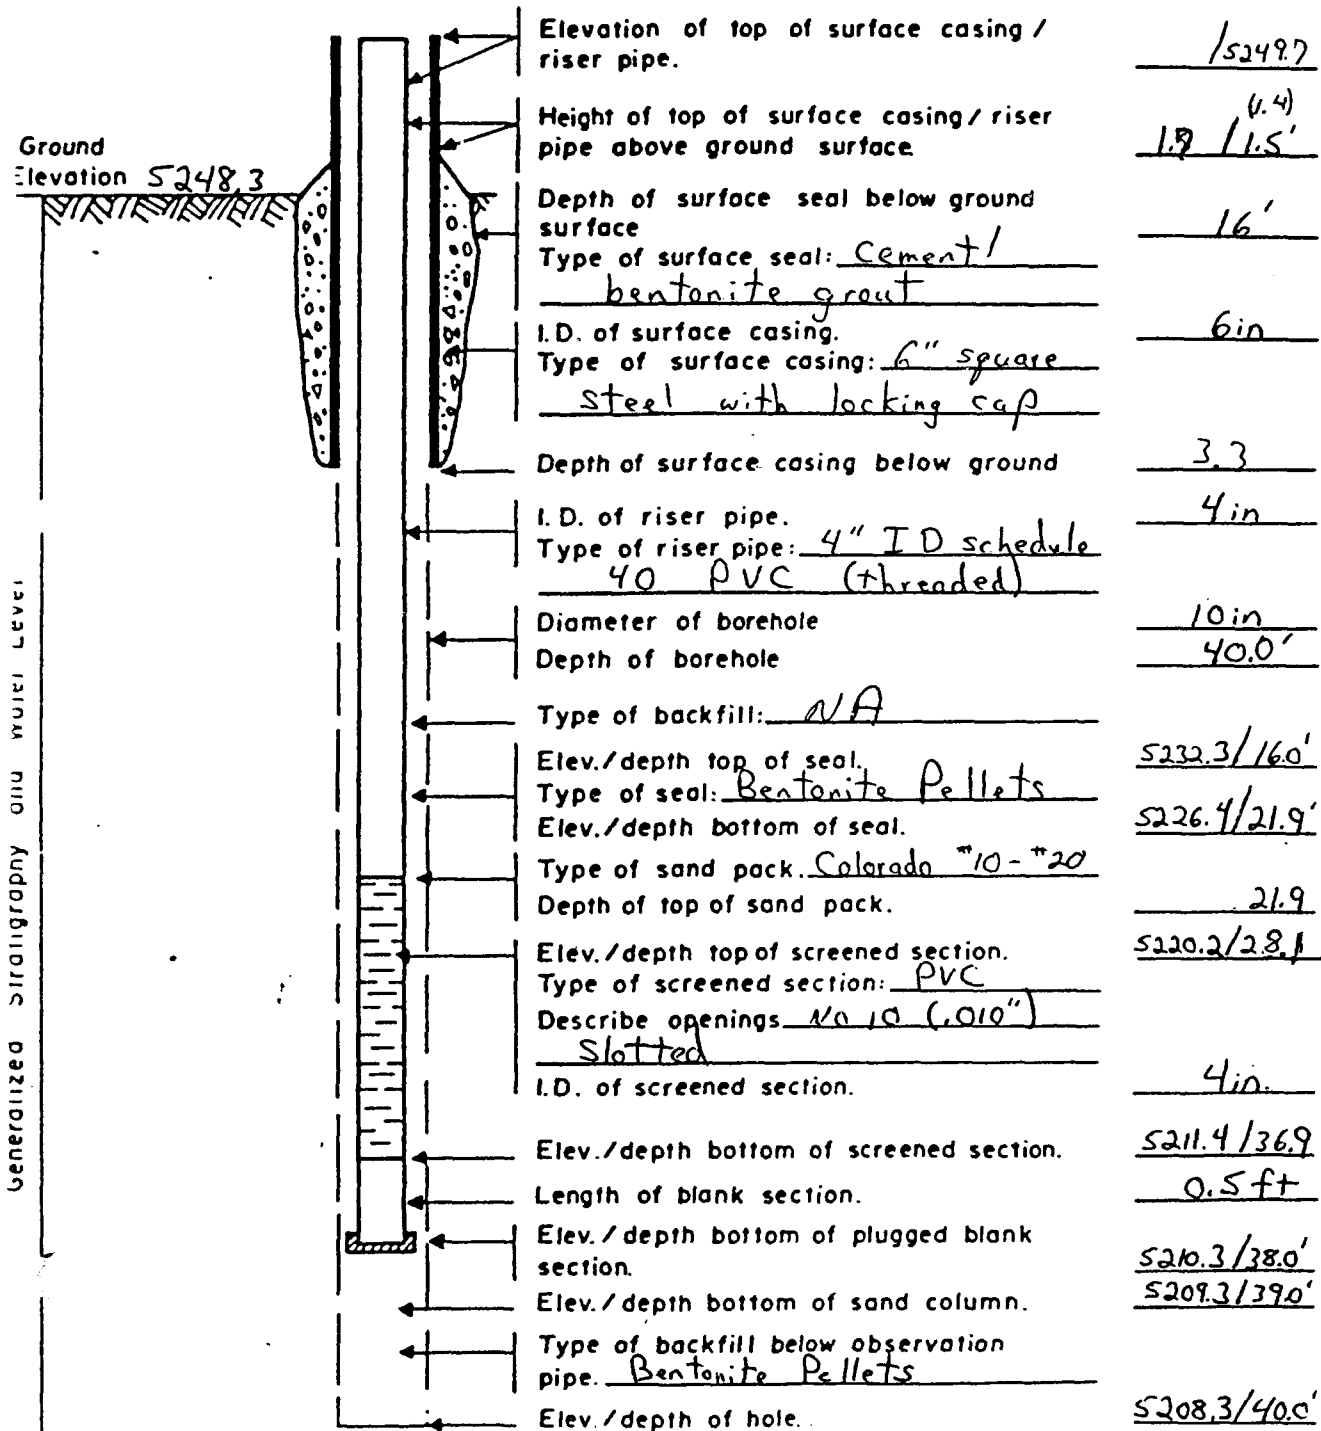 Elevation of top of surface casing /
riser pipe. /5249.7
(1.4)
Height of top of surface casing / riser
pipe above ground surface 1.9 / 1.5'
Ground
Elevation 5248.3
Depth of surface seal below ground
surface 16'
Type of surface seal: Cement/
bentonite grout
I.D. of surface casing. 6in
Type of surface casing: 6" square
steel with locking cap
Depth of surface casing below ground 3.3
I.D. of riser pipe. 4in
Type of riser pipe: 4" ID schedule
40 PVC (threaded)
Diameter of borehole 10in
Depth of borehole 40.0'
Type of backfill: NA
Elev./depth top of seal. 5232.3/16.0'
Type of seal: Bentonite Pellets
Elev./depth bottom of seal. 5226.4/21.9'
Type of sand pack. Colorado #10-#20
Depth of top of sand pack. 21.9
Elev./depth top of screened section. 5220.2/28.1
Type of screened section: PVC
Describe openings No 10 (.010")
Slotted
I.D. of screened section. 4in.
Elev./depth bottom of screened section. 5211.4/36.9
Length of blank section. 0.5ft
Elev./depth bottom of plugged blank
section. 5210.3/38.0'
Elev./depth bottom of sand column. 5209.3/39.0'
Type of backfill below observation
pipe. Bentonite Pellets
Elev./depth of hole. 5208.3/40.0'
Generalized Stratigraphy and Water Level